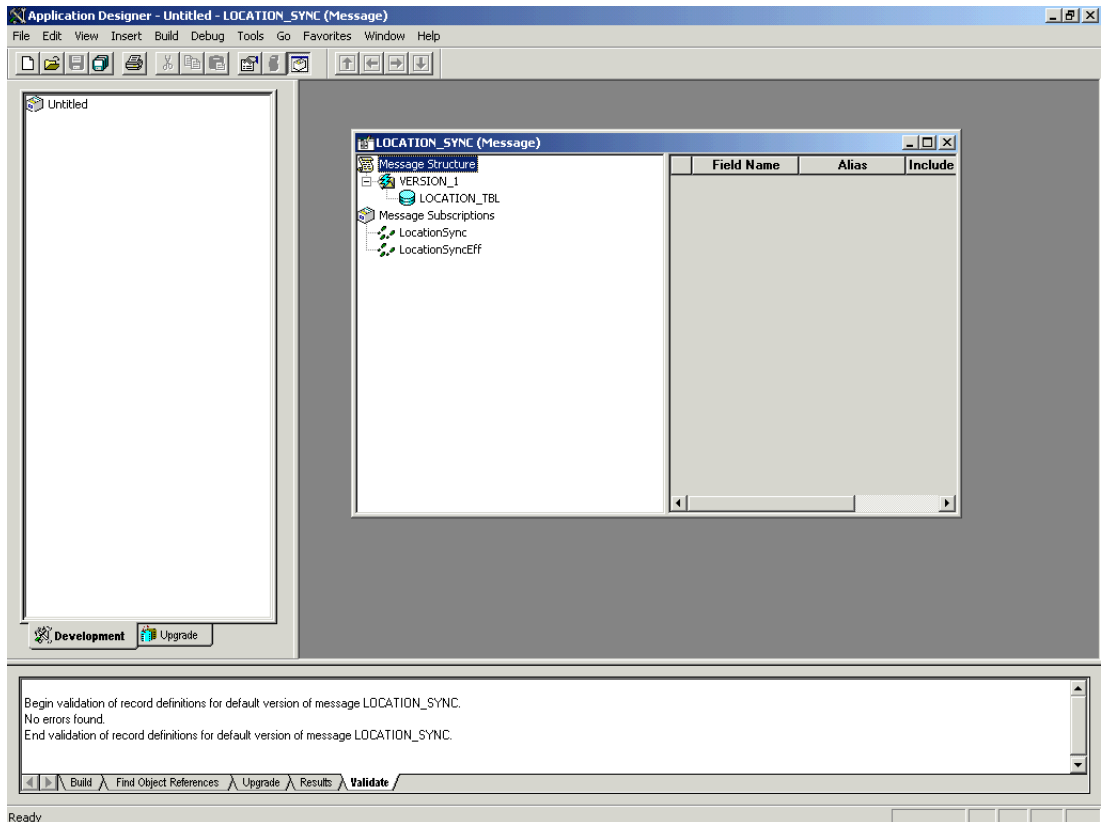 Application Designer - Untitled - LOCATION_SYNC (Message)
File Edit View Insert Build Debug Tools Go Favorites Window Help
Untitled
LOCATION_SYNC (Message)
Message Structure
VERSION_1
LOCATION_TBL
Message Subscriptions
LocationSync
LocationSyncEff
Field Name Alias Include
Development Upgrade
Begin validation of record definitions for default version of message LOCATION_SYNC.
No errors found.
End validation of record definitions for default version of message LOCATION_SYNC.
Build Find Object References Upgrade Results Validate
Ready